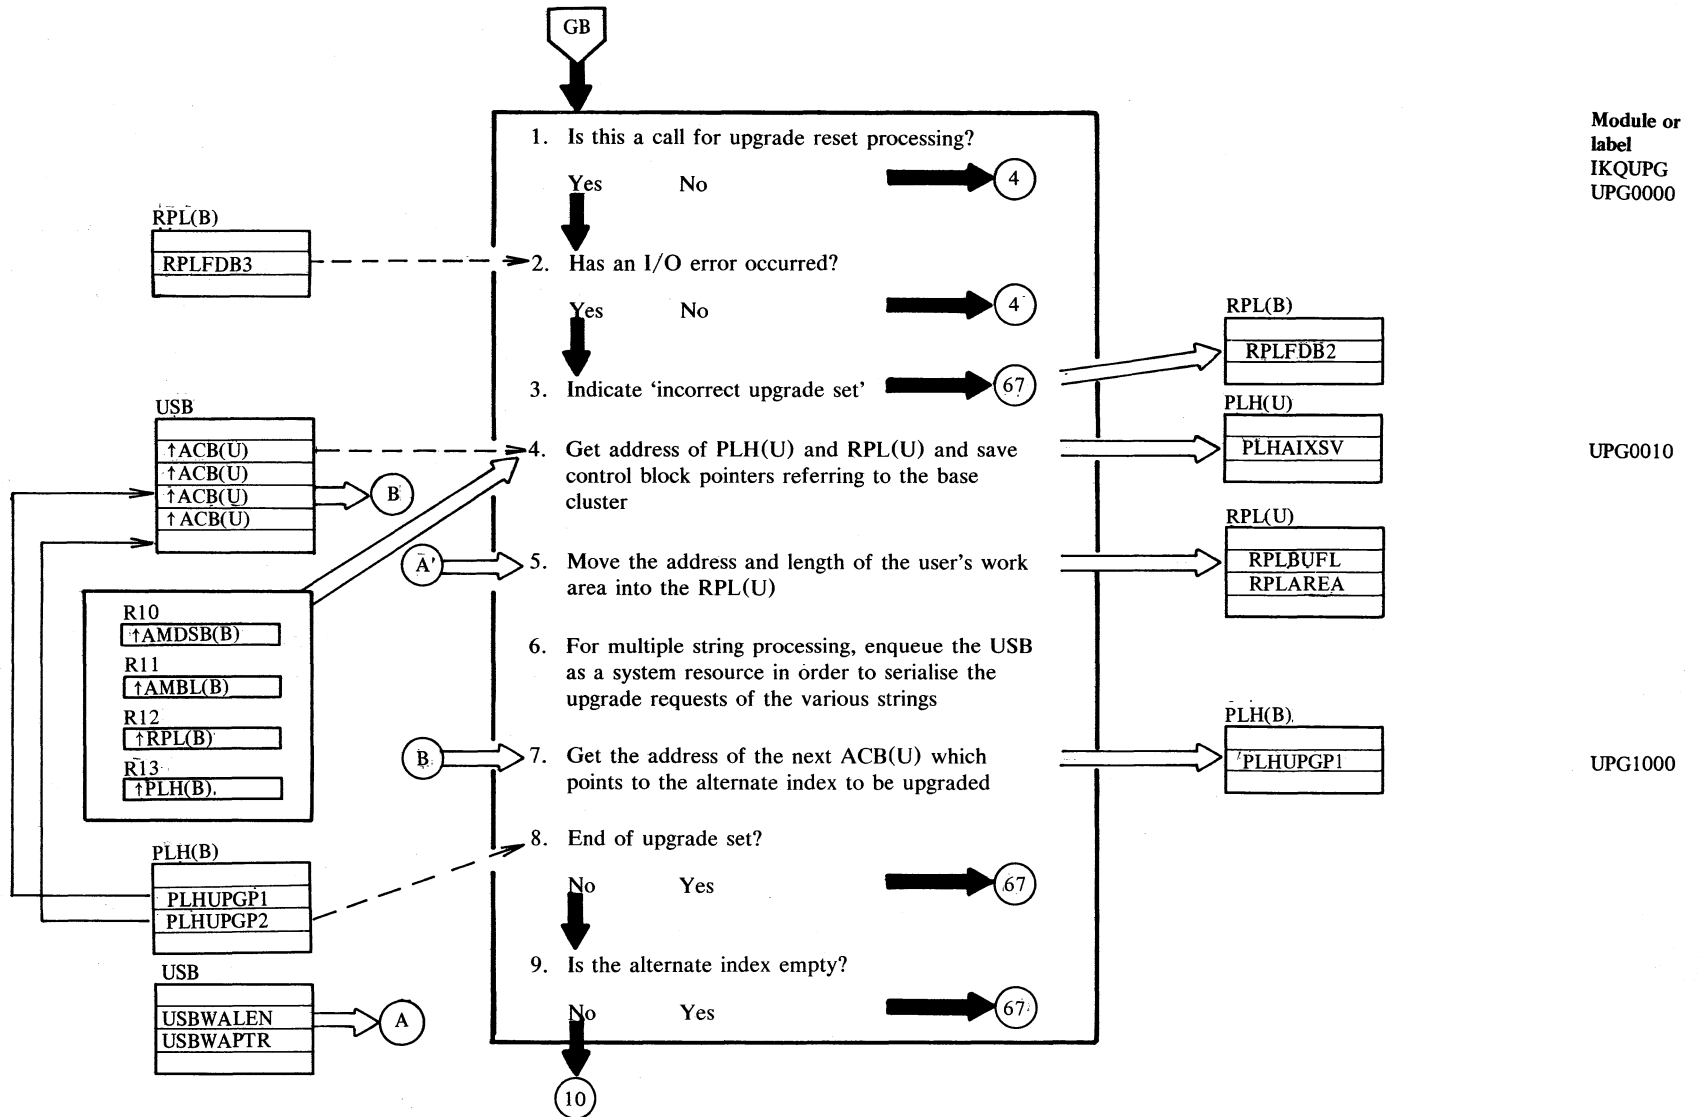 GB
1. Is this a call for upgrade reset processing?
Yes No
4
2. Has an I/O error occurred?
Yes No
4
3. Indicate 'incorrect upgrade set'
67
4. Get address of PLH(U) and RPL(U) and save
control block pointers referring to the base
cluster
5. Move the address and length of the user's work
area into the RPL(U)
6. For multiple string processing, enqueue the USB
as a system resource in order to serialise the
upgrade requests of the various strings
7. Get the address of the next ACB(U) which
points to the alternate index to be upgraded
8. End of upgrade set?
No Yes
67
9. Is the alternate index empty?
No Yes
67
10
RPL(B)
RPLFDB3
USB
↑ACB(U)
↑ACB(U)
↑ACB(U)
↑ACB(U)
B
A'
R10
↑AMDSB(B)
R11
↑AMBL(B)
R12
↑RPL(B)
R13
↑PLH(B)
B
PLH(B)
PLHUPGP1
PLHUPGP2
USB
USBWALEN
USBWAPTR
A
RPL(B)
RPLFDB2
PLH(U)
PLHAIXSV
RPL(U)
RPLBUFL
RPLAREA
PLH(B)
PLHUPGP1
Module or
label
IKQUPG
UPG0000
UPG0010
UPG1000